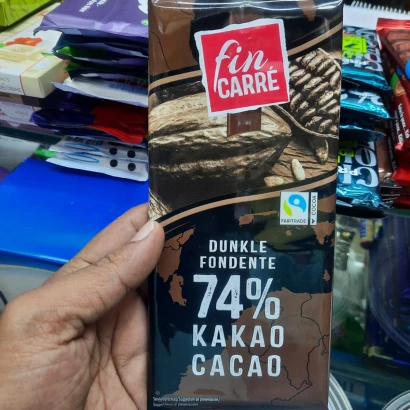 fin
CARRÉ
FAIRTRADE
COCOA
DUNKLE
FONDENTE
74%
KAKAO
CACAO